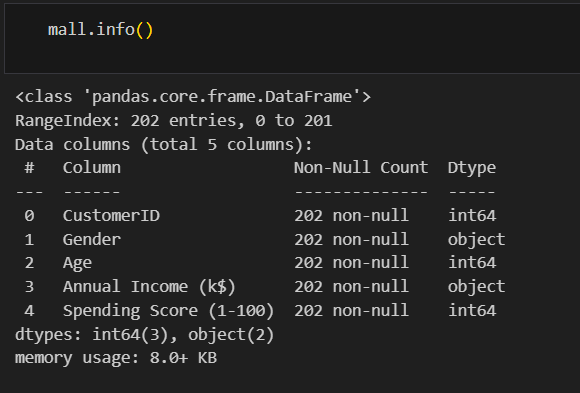 mall.info()
<class 'pandas.core.frame.DataFrame'>
RangeIndex: 202 entries, 0 to 201
Data columns (total 5 columns):
 #   Column                  Non-Null Count  Dtype
---  ------                  --------------  -----
 0   CustomerID              202 non-null    int64
 1   Gender                  202 non-null    object
 2   Age                     202 non-null    int64
 3   Annual Income (k$)      202 non-null    object
 4   Spending Score (1-100)  202 non-null    int64
dtypes: int64(3), object(2)
memory usage: 8.0+ KB